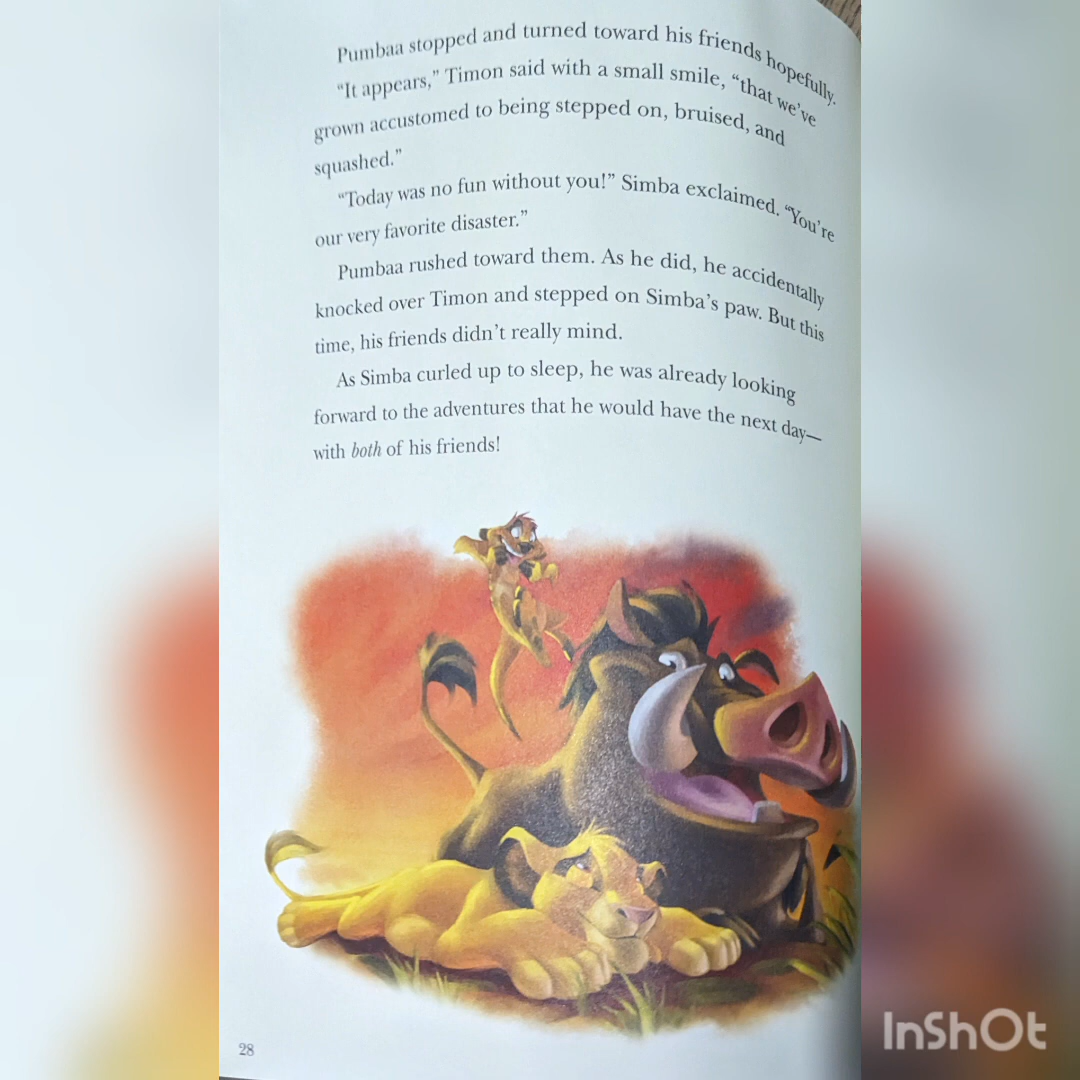 Pumbaa stopped and turned toward his friends hopefully.
“It appears,” Timon said with a small smile, “that we’ve
grown accustomed to being stepped on, bruised, and
squashed.”
“Today was no fun without you!” Simba exclaimed. “You’re
our very favorite disaster.”
Pumbaa rushed toward them. As he did, he accidentally
knocked over Timon and stepped on Simba’s paw. But this
time, his friends didn’t really mind.
As Simba curled up to sleep, he was already looking
forward to the adventures that he would have the next day—
with both of his friends!
28
InShOt